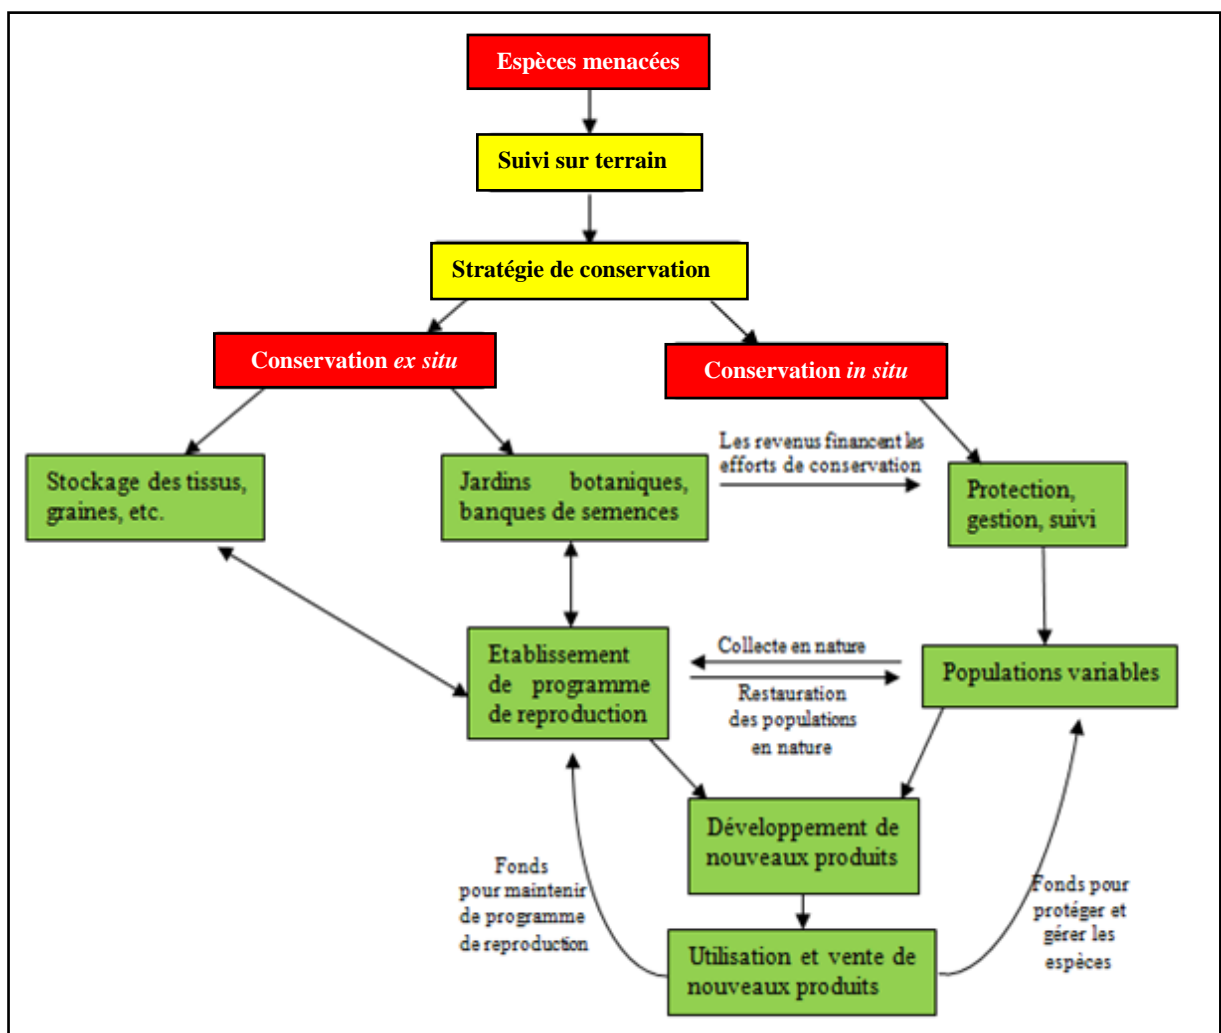 Espèces menacées
Suivi sur terrain
Stratégie de conservation
Conservation ex situ
Conservation in situ
Les revenus financent les
efforts de conservation
Stockage des tissus,
graines, etc.
Jardins botaniques,
banques de semences
Protection,
gestion, suivi
Etablissement
de programme
de reproduction
Collecte en nature
Restauration
des populations
en nature
Populations variables
Développement de
nouveaux produits
Fonds
pour maintenir
de programme
de reproduction
Fonds pour
protéger et
gérer les
espèces
Utilisation et vente de
nouveaux produits